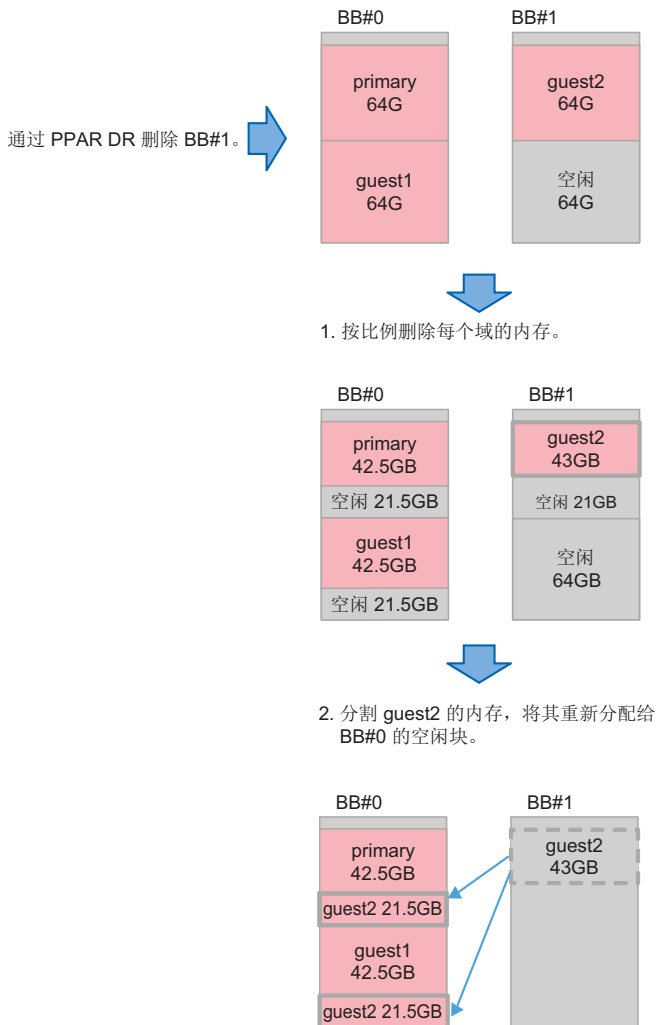 BB#0
BB#1
primary
64G
guest2
64G
通过 PPAR DR 删除 BB#1。
guest1
64G
空闲
64G
1. 按比例删除每个域的内存。
BB#0
BB#1
primary
42.5GB
guest2
43GB
空闲 21.5GB
空闲 21GB
guest1
42.5GB
空闲
64GB
空闲 21.5GB
2. 分割 guest2 的内存，将其重新分配给
BB#0 的空闲块。
BB#0
BB#1
primary
42.5GB
guest2
43GB
guest2 21.5GB
guest1
42.5GB
guest2 21.5GB